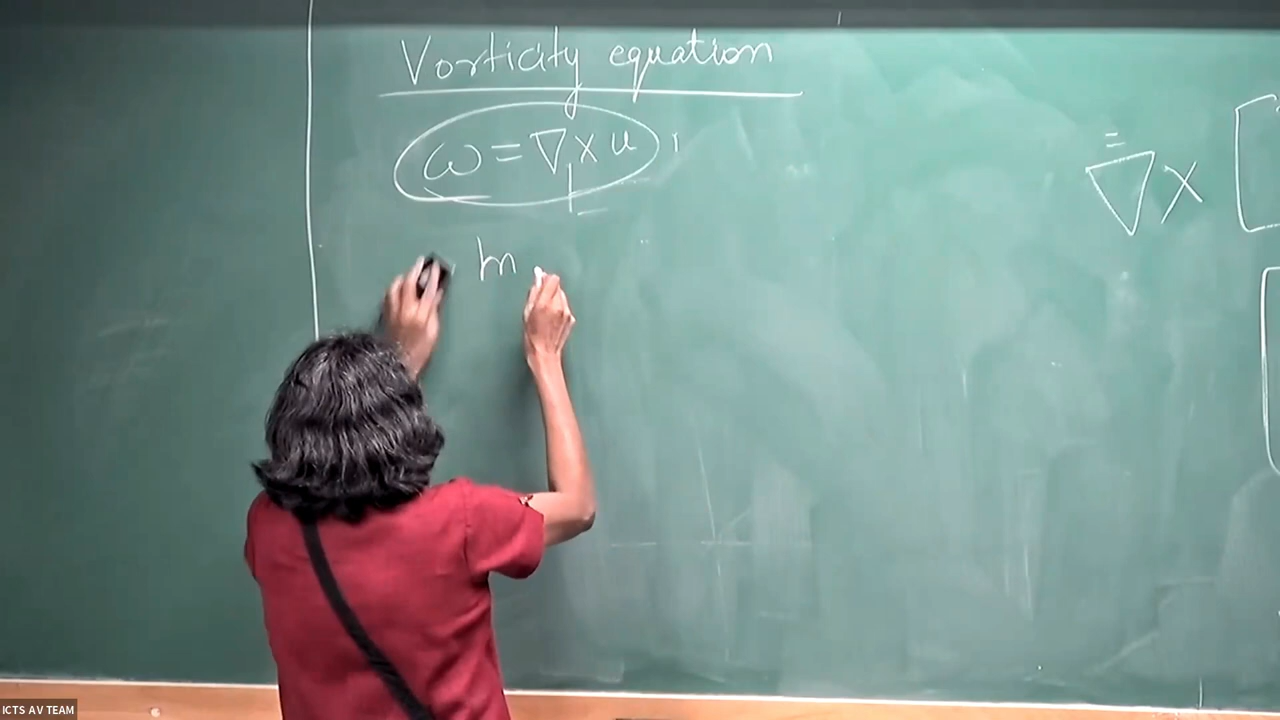 Vorticity equation
ω = ∇ × u
m
= ∇ × [
ICTS AV TEAM